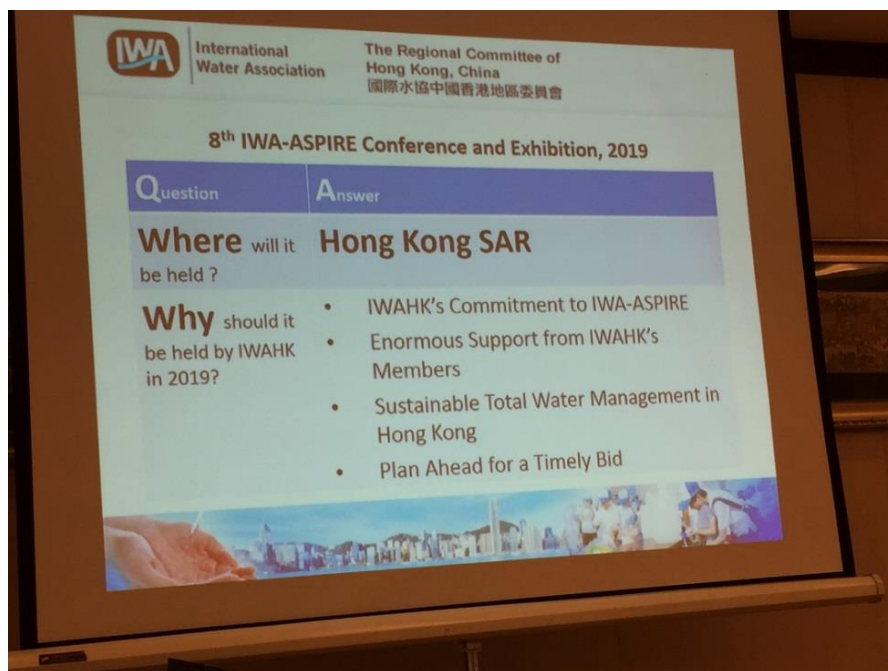 IWA
International
Water Association
The Regional Committee of
Hong Kong, China
國際水協中國香港地區委員會
8th IWA-ASPIRE Conference and Exhibition, 2019
Question
Answer
Where will it
be held ?
Hong Kong SAR
Why should it
be held by IWAHK
in 2019?
• IWAHK's Commitment to IWA-ASPIRE
• Enormous Support from IWAHK's
Members
• Sustainable Total Water Management in
Hong Kong
• Plan Ahead for a Timely Bid